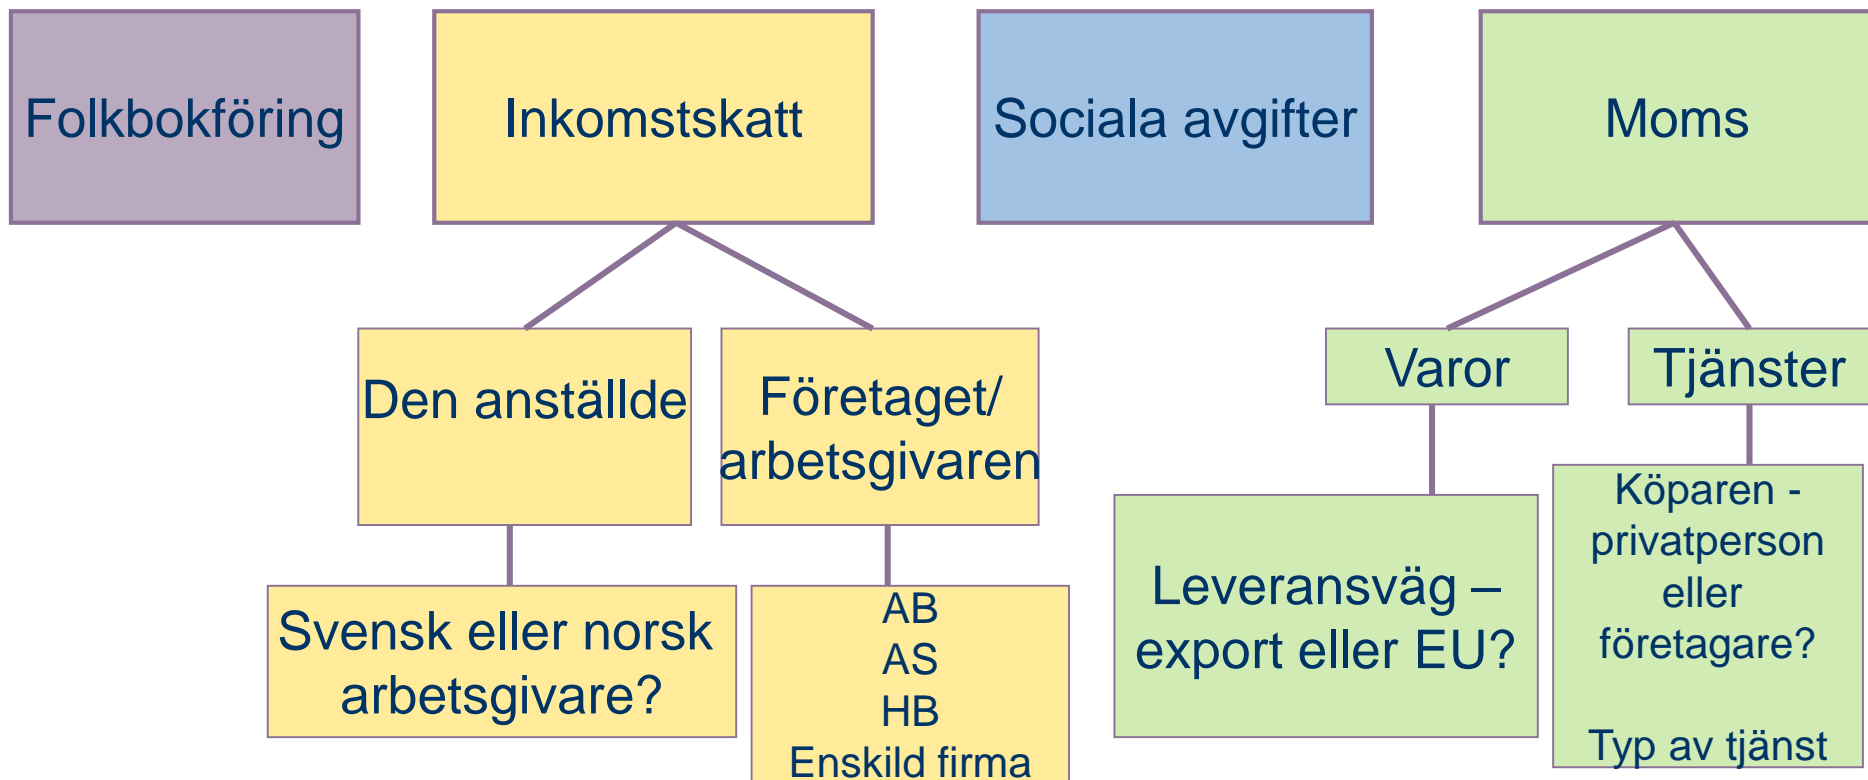 Folkbokföring
Inkomstskatt
Sociala avgifter
Moms
Den anställde
Företaget/
arbetsgivaren
Varor
Tjänster
Svensk eller norsk
arbetsgivare?
AB
AS
HB
Enskild firma
Leveransväg –
export eller EU?
Köparen -
privatperson
eller
företagare?
Typ av tjänst